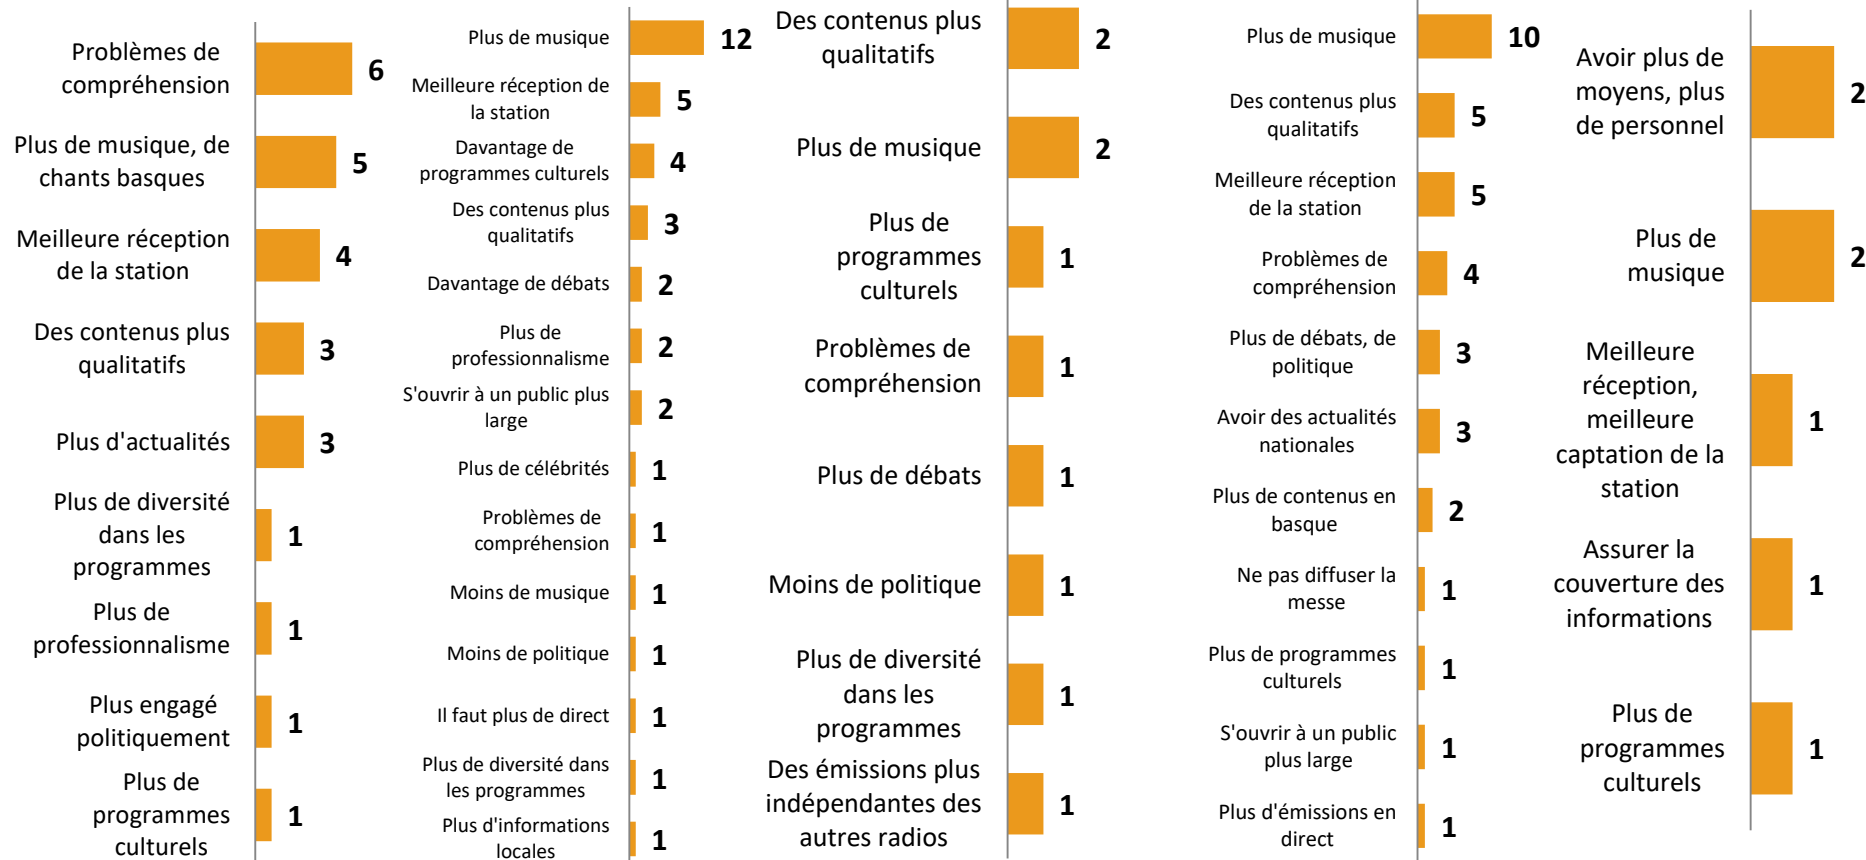 Problèmes de
compréhension
6
Plus de musique, de
chants basques
5
Meilleure réception
de la station
4
Des contenus plus
qualitatifs
3
Plus d'actualités
3
Plus de diversité
dans les
programmes
1
Plus de
professionnalisme
1
Plus engagé
politiquement
1
Plus de
programmes
culturels
1
Plus de musique
12
Meilleure réception de
la station
5
Davantage de
programmes culturels
4
Des contenus plus
qualitatifs
3
Davantage de débats
2
Plus de
professionnalisme
2
S'ouvrir à un public plus
large
2
Plus de célébrités
1
Problèmes de
compréhension
1
Moins de musique
1
Moins de politique
1
Il faut plus de direct
1
Plus de diversité dans
les programmes
1
Plus d'informations
locales
1
Des contenus plus
qualitatifs
2
Plus de musique
2
Plus de
programmes
culturels
1
Problèmes de
compréhension
1
Plus de débats
1
Moins de politique
1
Plus de diversité
dans les
programmes
1
Des émissions plus
indépendantes des
autres radios
1
Plus de musique
10
Des contenus plus
qualitatifs
5
Meilleure réception
de la station
5
Problèmes de
compréhension
4
Plus de débats, de
politique
3
Avoir des actualités
nationales
3
Plus de contenus en
basque
2
Ne pas diffuser la
messe
1
Plus de programmes
culturels
1
S'ouvrir à un public
plus large
1
Plus d'émissions en
direct
1
Avoir plus de
moyens, plus
de personnel
2
Plus de
musique
2
Meilleure
réception,
meilleure
captation de la
station
1
Assurer la
couverture des
informations
1
Plus de
programmes
culturels
1